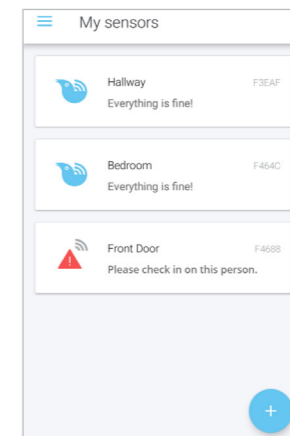 My sensors
Hallway F3EAF
Everything is fine!
Bedroom F464C
Everything is fine!
Front Door F4688
Please check in on this person.
+